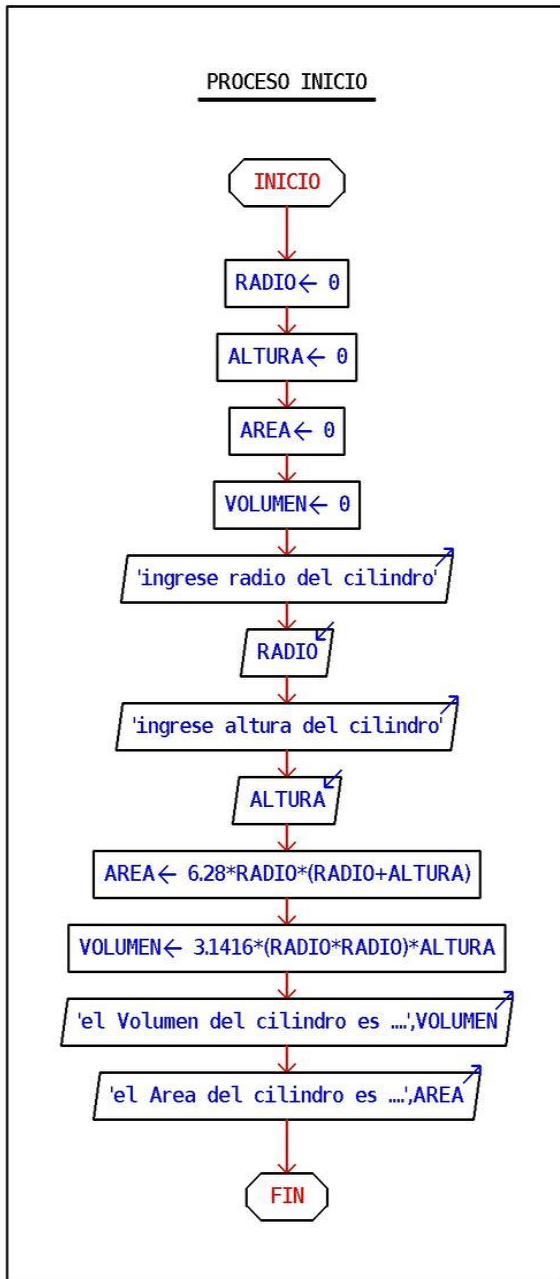 PROCESO INICIO
INICIO
RADIO← 0
ALTURA← 0
AREA← 0
VOLUMEN← 0
'ingrese radio del cilindro'
RADIO
'ingrese altura del cilindro'
ALTURA
AREA← 6.28*RADIO*(RADIO+ALTURA)
VOLUMEN← 3.1416*(RADIO*RADIO)*ALTURA
'el Volumen del cilindro es ....',VOLUMEN
'el Area del cilindro es ....',AREA
FIN